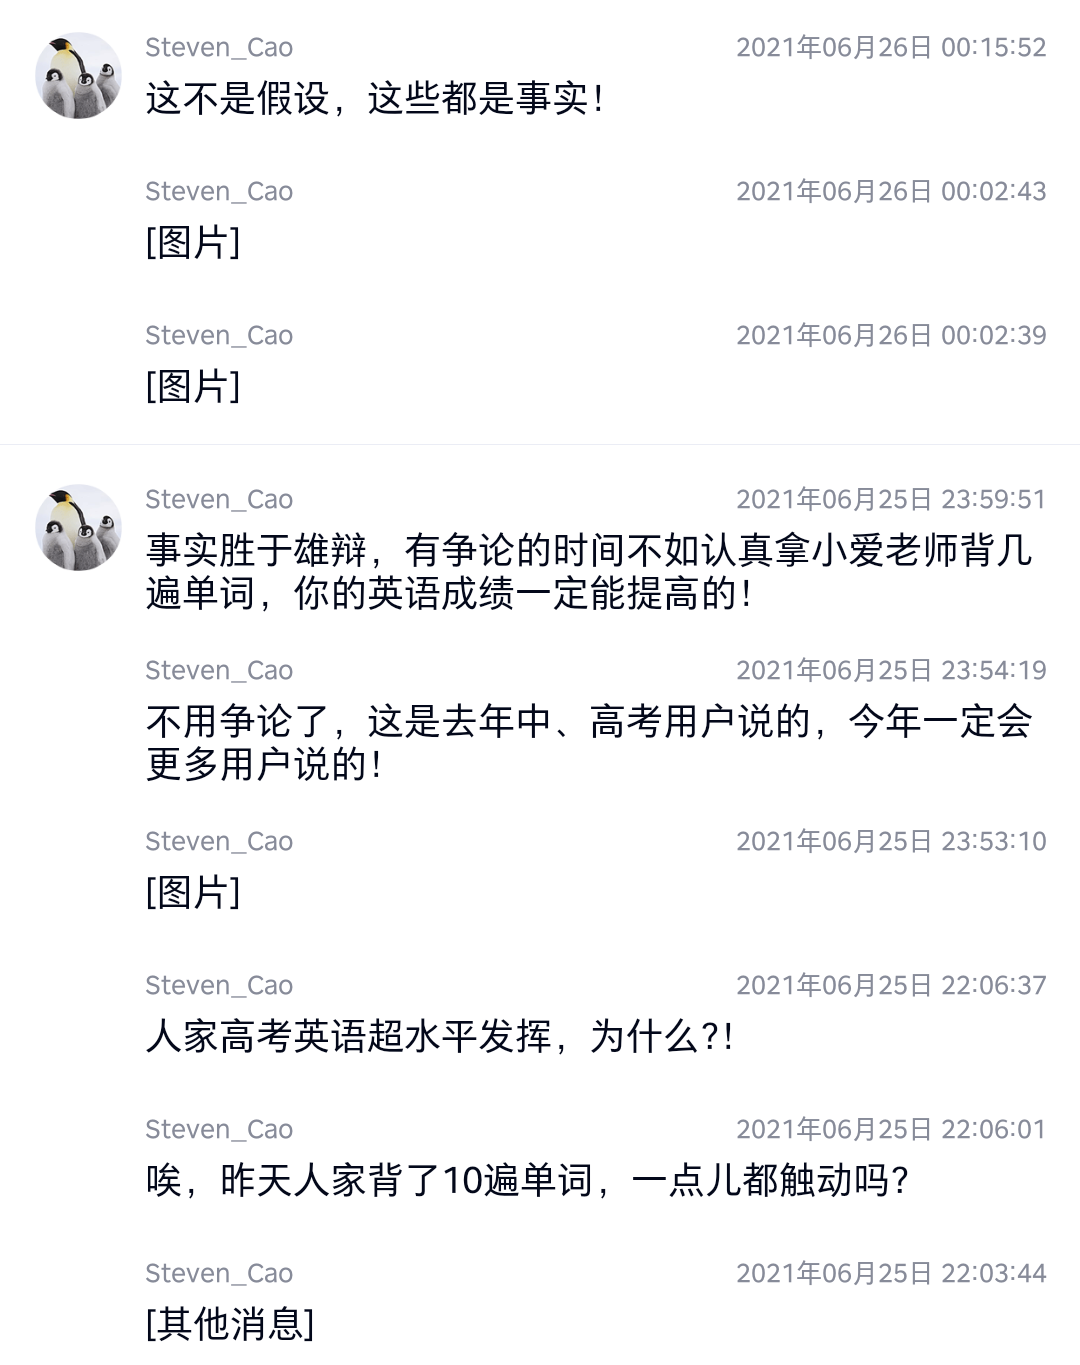 Steven_Cao 2021年06月26日 00:15:52
这不是假设，这些都是事实！
Steven_Cao 2021年06月26日 00:02:43
[图片]
Steven_Cao 2021年06月26日 00:02:39
[图片]
Steven_Cao 2021年06月25日 23:59:51
事实胜于雄辩，有争论的时间不如认真拿小爱老师背几
遍单词，你的英语成绩一定能提高的！
Steven_Cao 2021年06月25日 23:54:19
不用争论了，这是去年中、高考用户说的，今年一定会
更多用户说的！
Steven_Cao 2021年06月25日 23:53:10
[图片]
Steven_Cao 2021年06月25日 22:06:37
人家高考英语超水平发挥，为什么?！
Steven_Cao 2021年06月25日 22:06:01
唉，昨天人家背了10遍单词，一点儿都触动吗?
Steven_Cao 2021年06月25日 22:03:44
[其他消息]